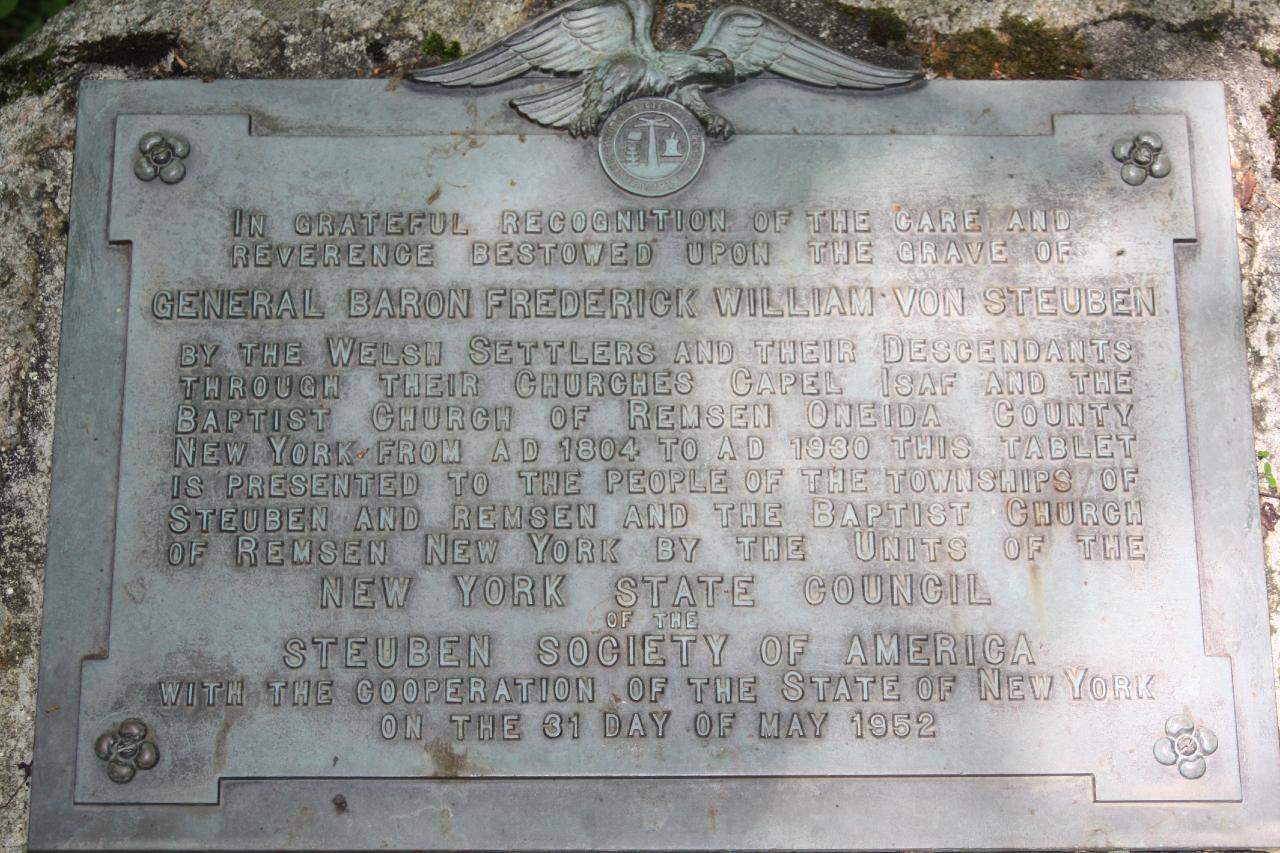 IN GRATEFUL RECOGNITION OF THE CARE AND
REVERENCE BESTOWED UPON THE GRAVE OF
GENERAL BARON FREDERICK WILLIAM VON STEUBEN
BY THE WELSH SETTLERS AND THEIR DESCENDANTS
THROUGH THEIR CHURCHES CAPEL ISAF AND THE
BAPTIST CHURCH OF REMSEN ONEIDA COUNTY
NEW YORK FROM AD 1804 TO AD 1930 THIS TABLET
IS PRESENTED TO THE PEOPLE OF THE TOWNSHIPS OF
STEUBEN AND REMSEN AND THE BAPTIST CHURCH
OF REMSEN NEW YORK BY THE UNITS OF THE
NEW YORK STATE COUNCIL
OF THE
STEUBEN SOCIETY OF AMERICA
WITH THE COOPERATION OF THE STATE OF NEW YORK
ON THE 31 DAY OF MAY 1952